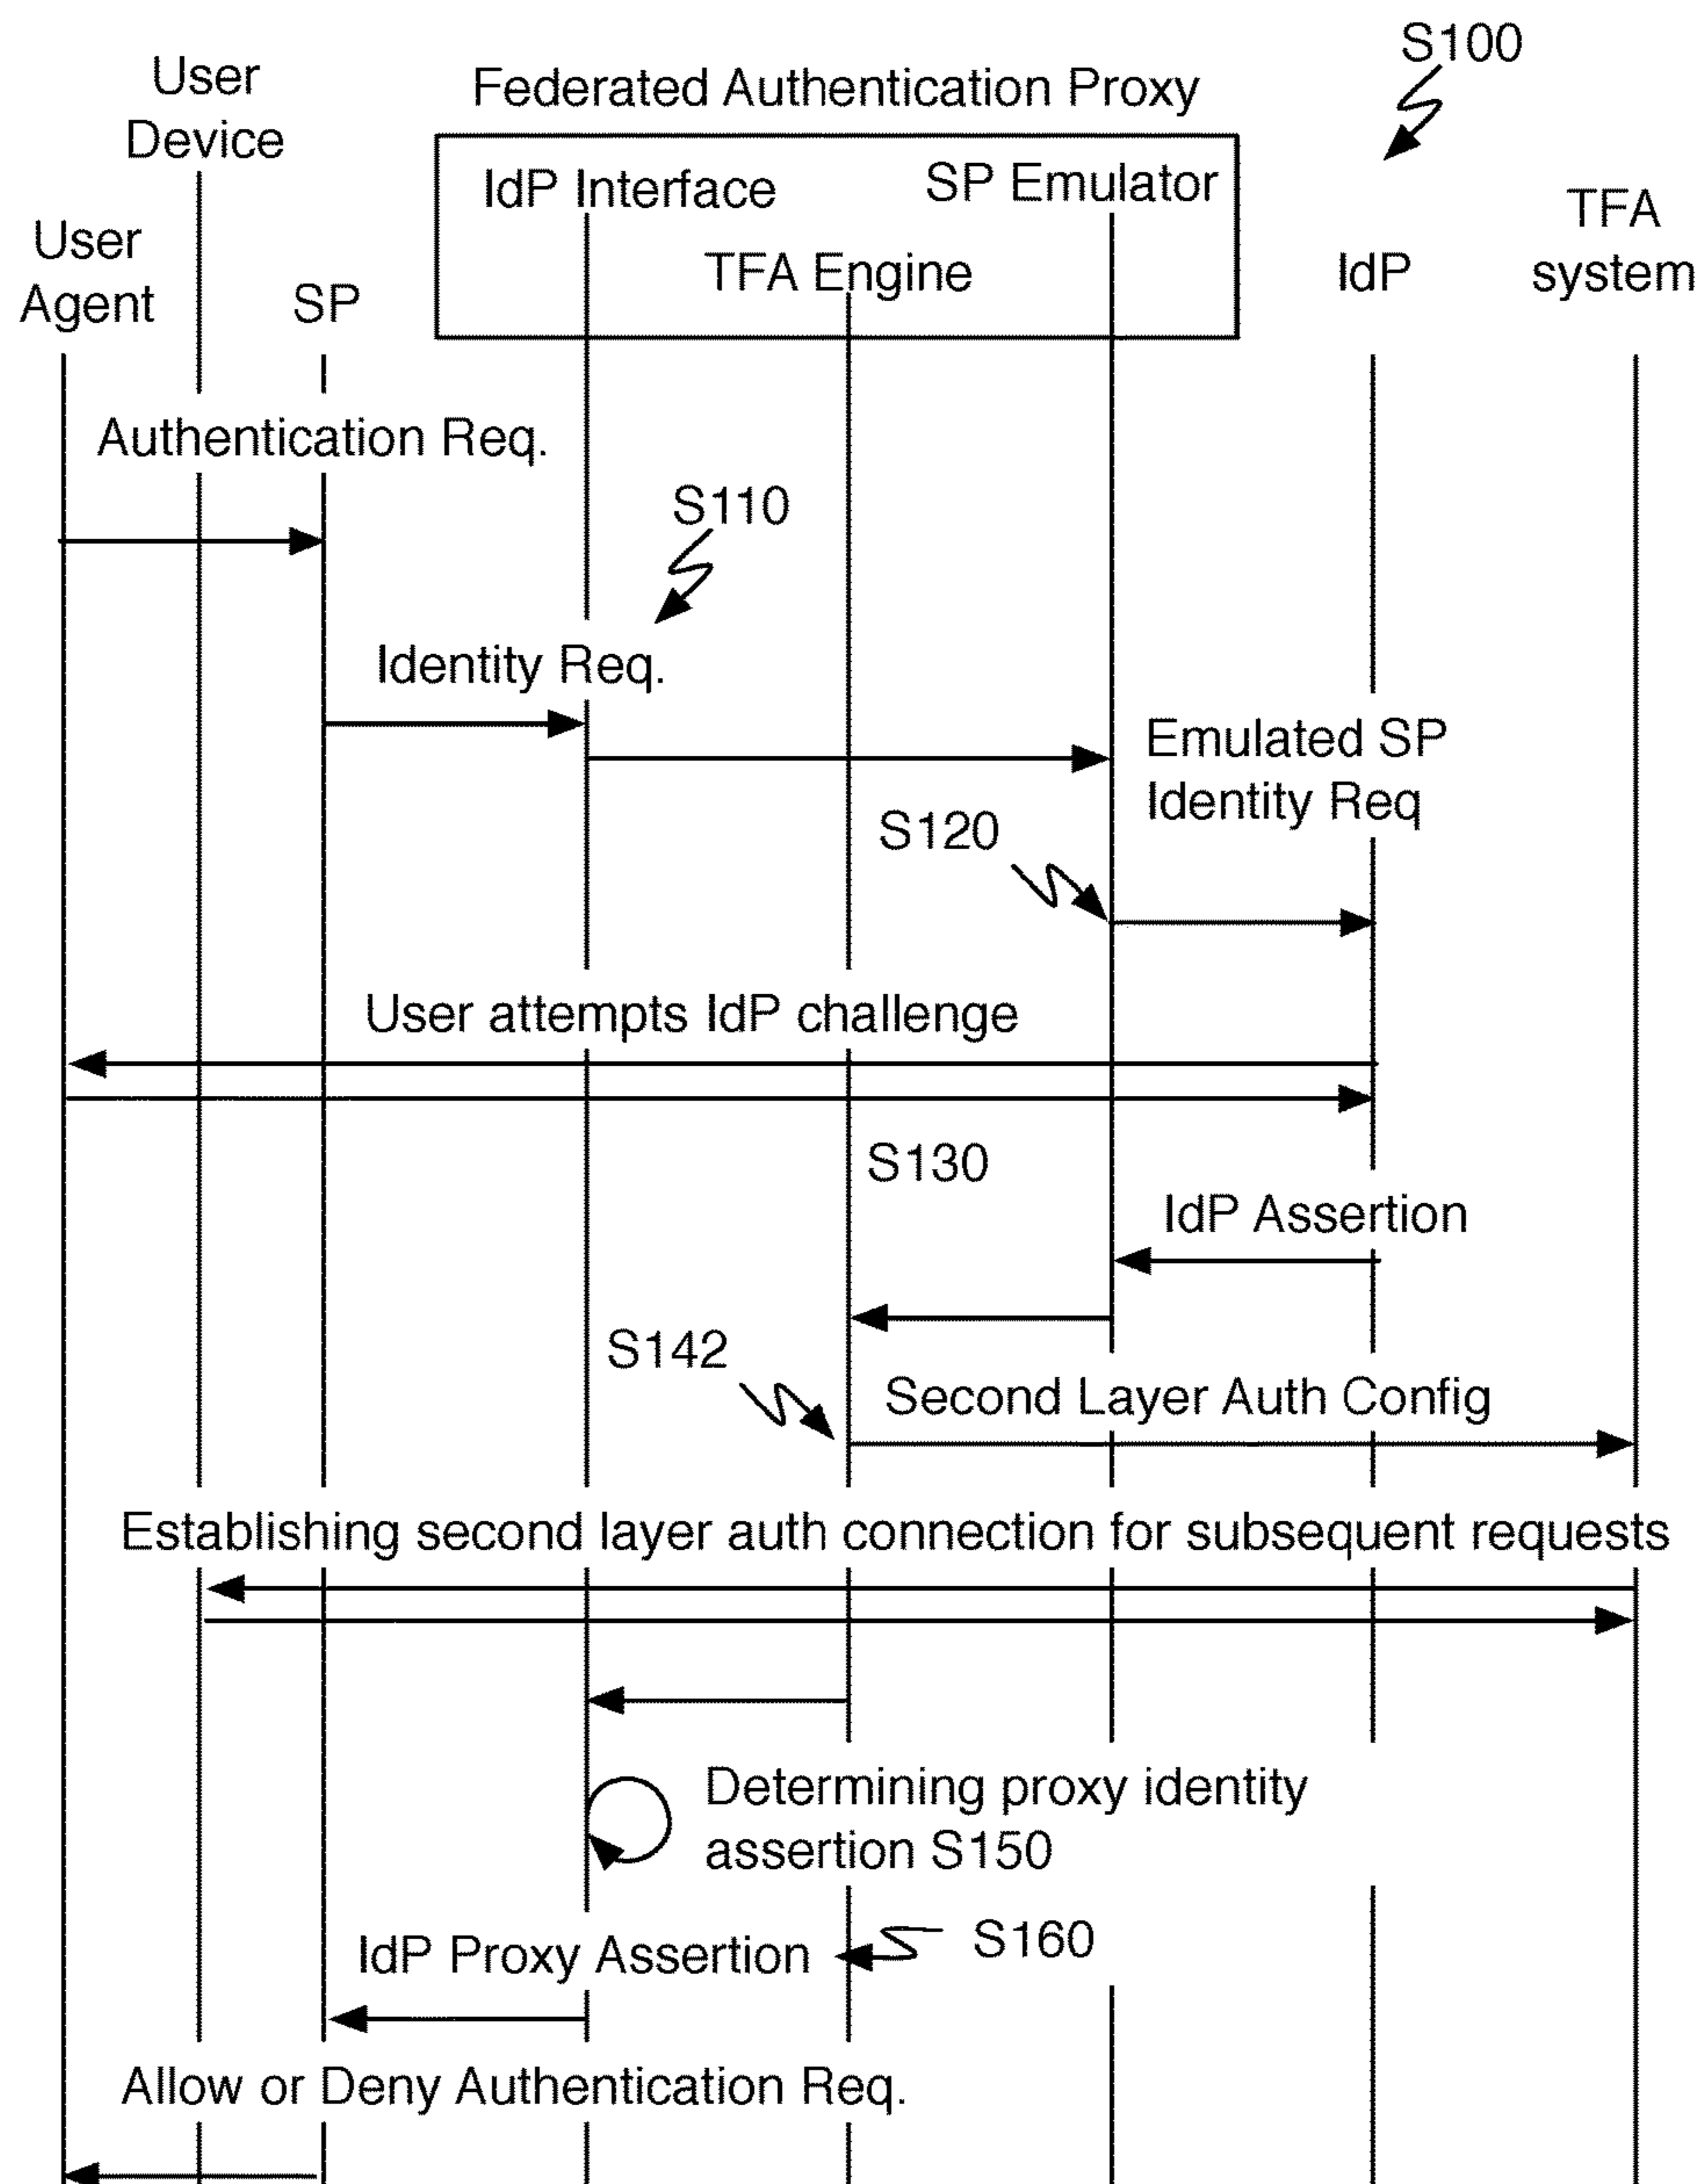 S100
User
Device
Federated Authentication Proxy
IdP Interface
SP Emulator
TFA
system
User
Agent
SP
TFA Engine
IdP
Authentication Req.
S110
Identity Req.
Emulated SP
Identity Req
S120
User attempts IdP challenge
S130
IdP Assertion
S142
Second Layer Auth Config
Establishing second layer auth connection for subsequent requests
Determining proxy identity
assertion S150
IdP Proxy Assertion
S160
Allow or Deny Authentication Req.